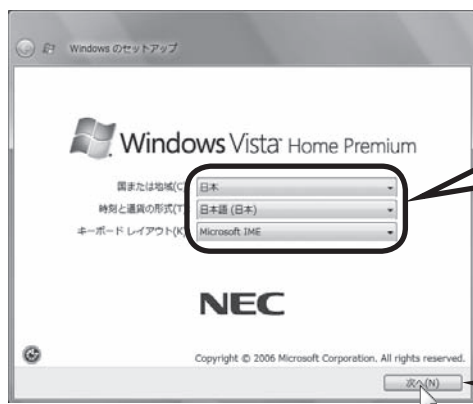 Windows のセットアップ
Windows Vista™ Home Premium
国または地域(C
日本
時刻と通貨の形式(T)
日本語 (日本)
キーボード レイアウト(K)
Microsoft IME
NEC
Copyright © 2006 Microsoft Corporation. All rights reserved.
次へ(N)